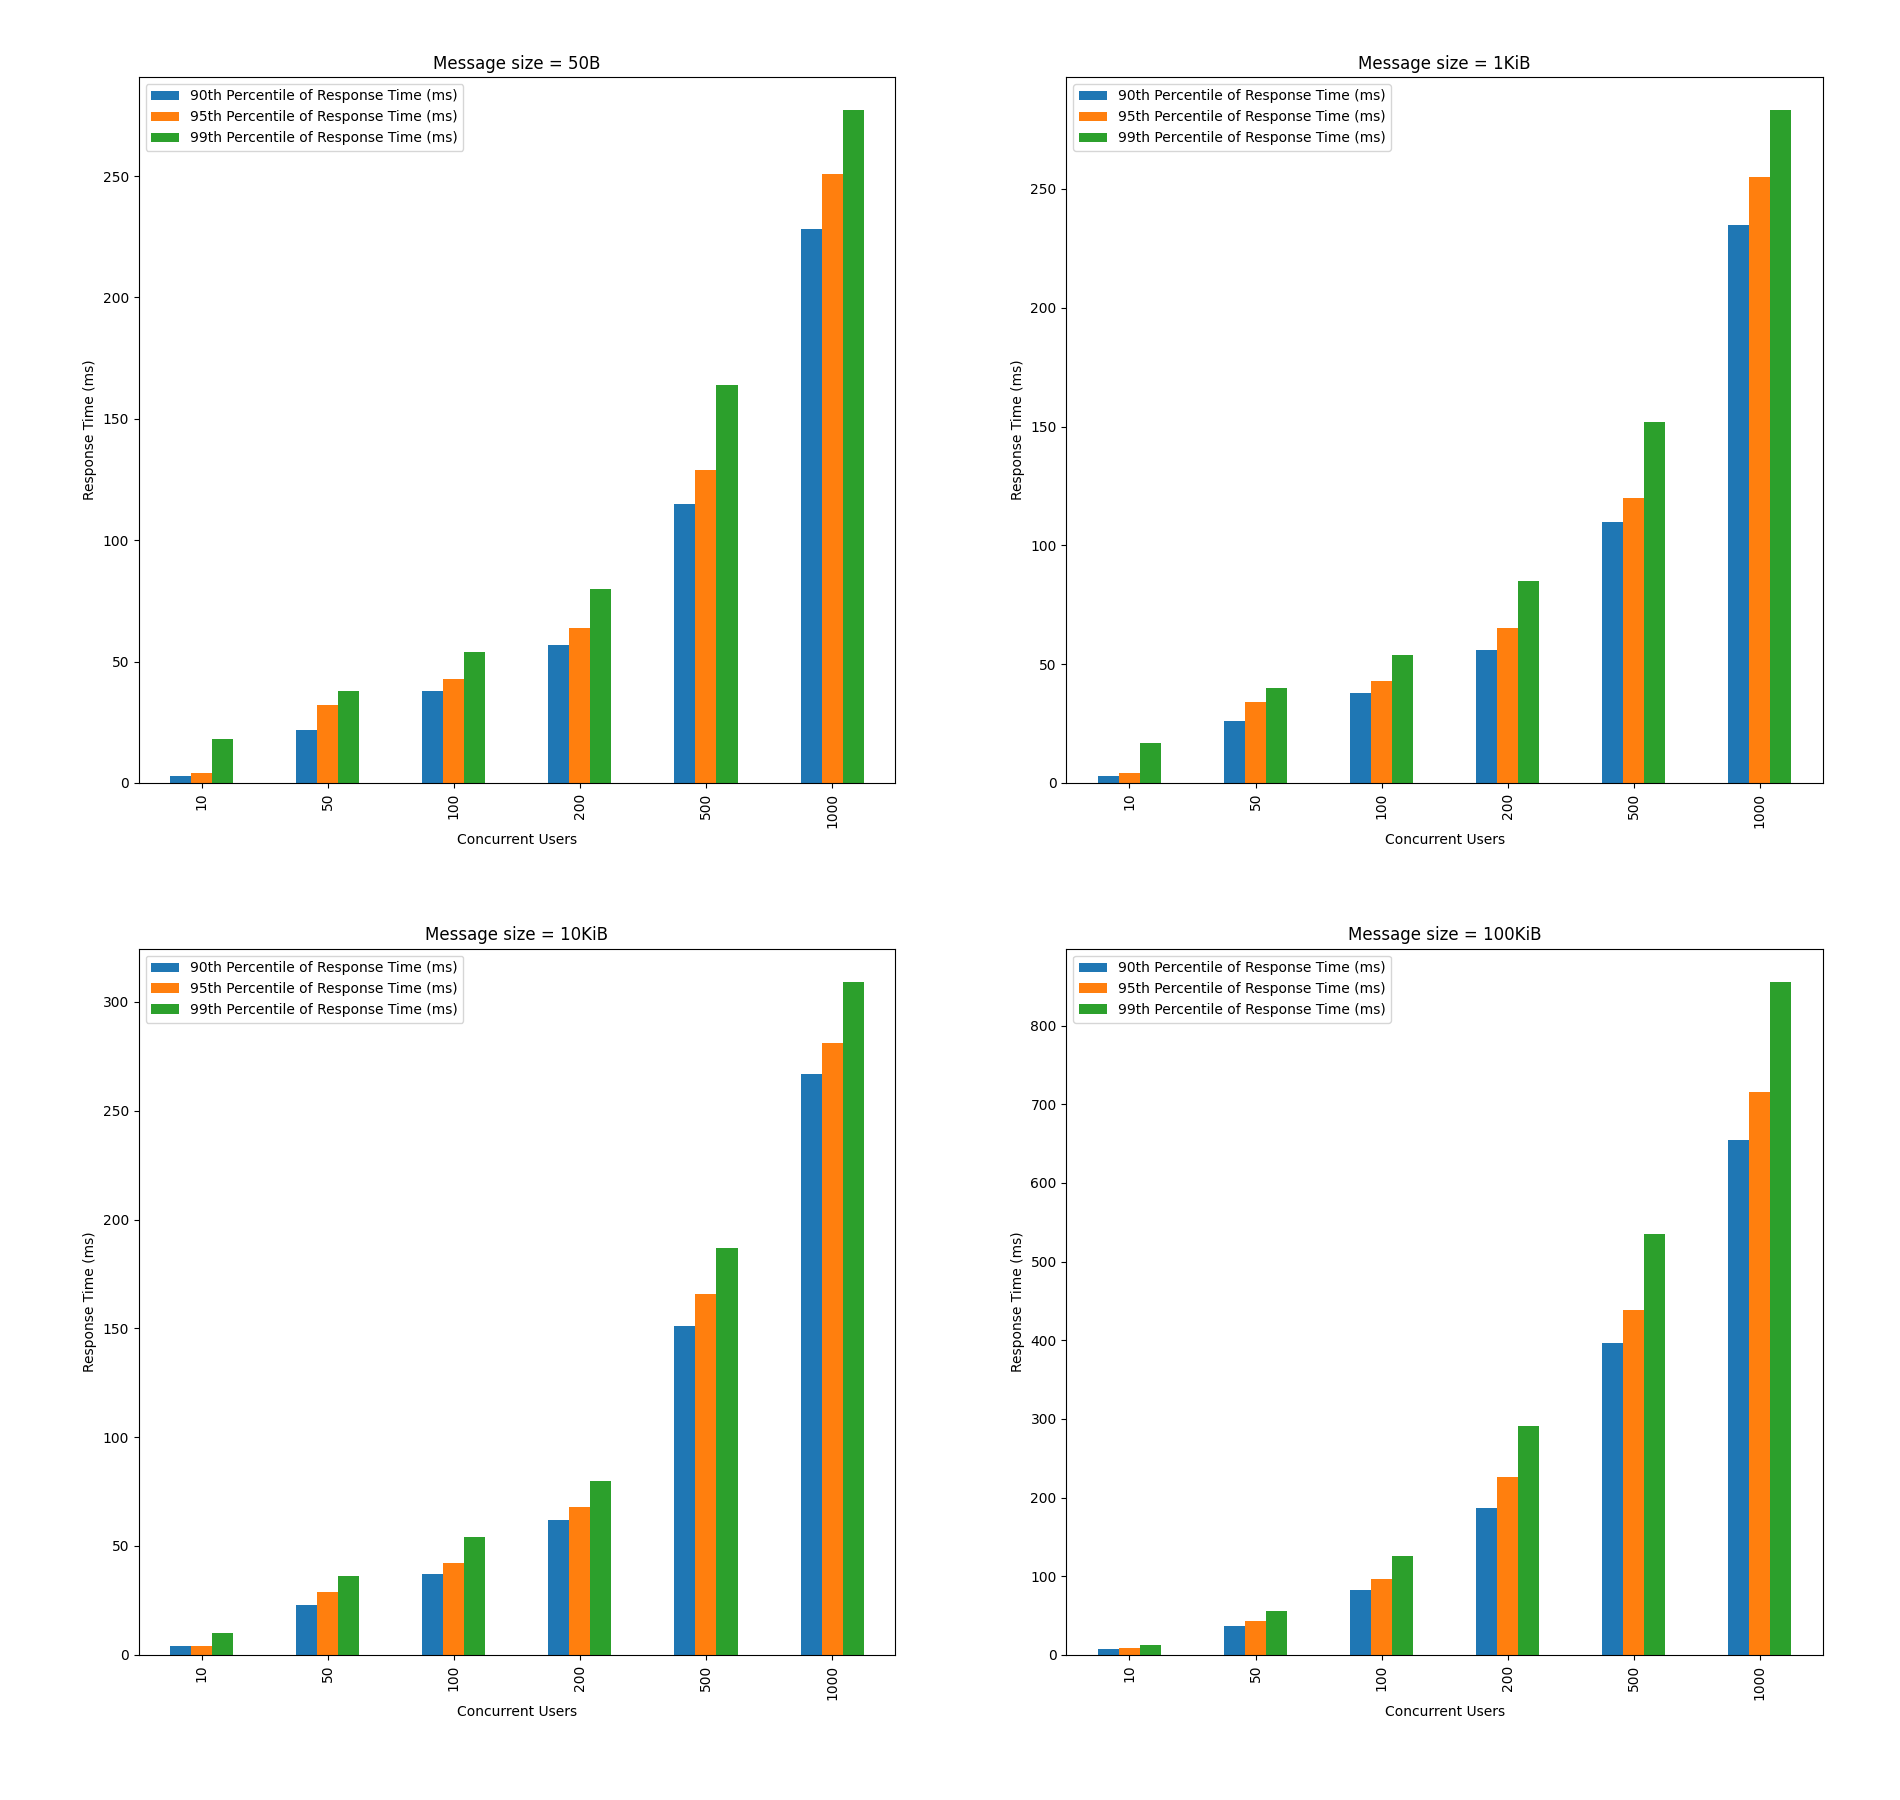 Message size = 50B
90th Percentile of Response Time (ms)
95th Percentile of Response Time (ms)
99th Percentile of Response Time (ms)
Response Time (ms)
250
200
150
100
50
0
10 50 100 200 500 1000
Concurrent Users
Message size = 1KiB
90th Percentile of Response Time (ms)
95th Percentile of Response Time (ms)
99th Percentile of Response Time (ms)
Response Time (ms)
250
200
150
100
50
0
10 50 100 200 500 1000
Concurrent Users
Message size = 10KiB
90th Percentile of Response Time (ms)
95th Percentile of Response Time (ms)
99th Percentile of Response Time (ms)
Response Time (ms)
300
250
200
150
100
50
0
10 50 100 200 500 1000
Concurrent Users
Message size = 100KiB
90th Percentile of Response Time (ms)
95th Percentile of Response Time (ms)
99th Percentile of Response Time (ms)
Response Time (ms)
800
700
600
500
400
300
200
100
0
10 50 100 200 500 1000
Concurrent Users